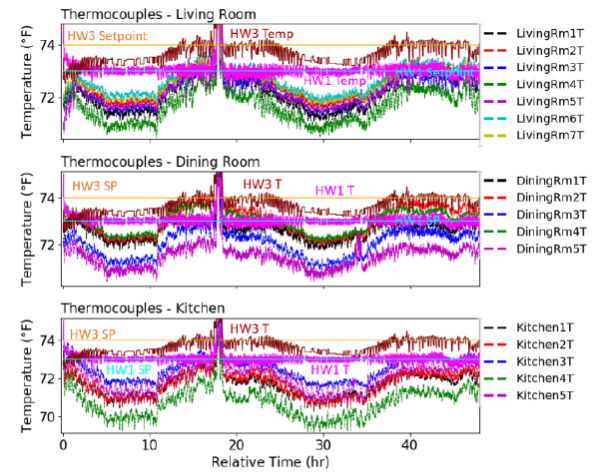 Thermocouples - Living Room
HW3 Setpoint
HW3 Temp
HW1 Temp
74
72
Temperature (°F)
LivingRm1T
LivingRm2T
LivingRm3T
LivingRm4T
LivingRm5T
LivingRm6T
LivingRm7T
Thermocouples - Dining Room
HW3 SP
HW3 T
HW1 T
74
72
Temperature (°F)
DiningRm1T
DiningRm2T
DiningRm3T
DiningRm4T
DiningRm5T
Thermocouples - Kitchen
HW3 SP
HW3 T
HW1 SP
HW1 T
74
72
70
Temperature (°F)
Kitchen1T
Kitchen2T
Kitchen3T
Kitchen4T
Kitchen5T
0 10 20 30 40
Relative Time (hr)